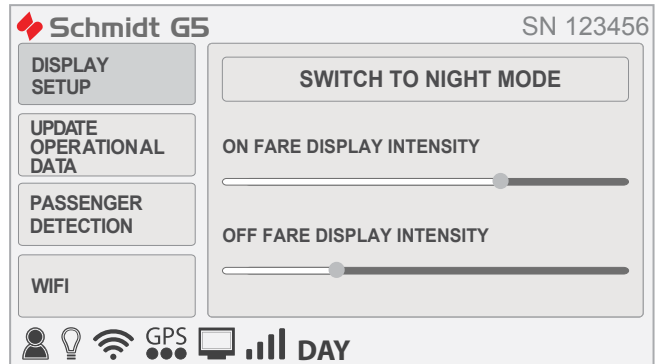 Schmidt G5
SN 123456
DISPLAY
SETUP
SWITCH TO NIGHT MODE
UPDATE
OPERATIONAL
DATA
ON FARE DISPLAY INTENSITY
PASSENGER
DETECTION
OFF FARE DISPLAY INTENSITY
WIFI
GPS
DAY